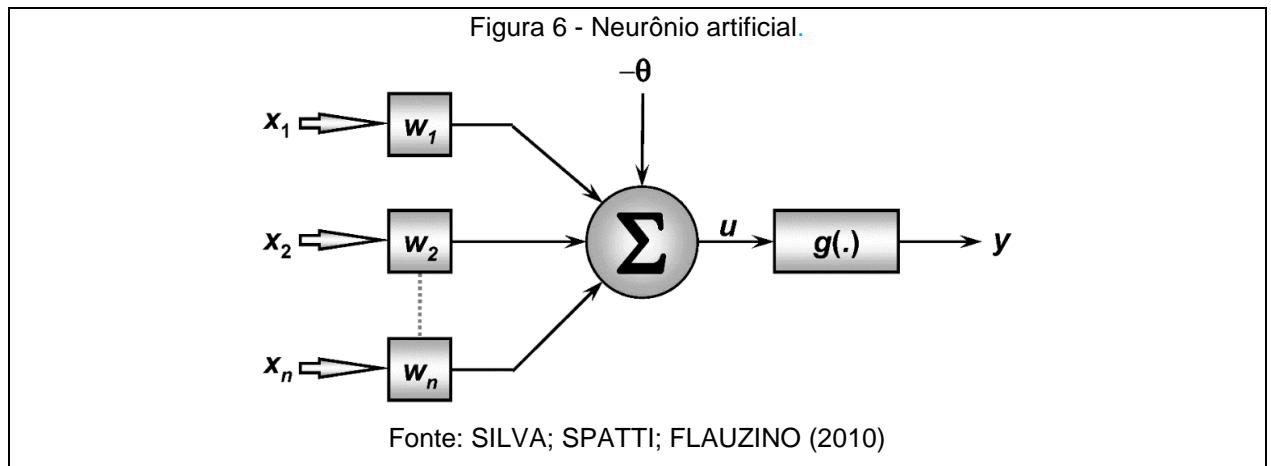 Figura 6 - Neurônio artificial.
−θ
x1
w1
x2
w2
Σ
u
g(.)
y
xn
wn
Fonte: SILVA; SPATTI; FLAUZINO (2010)